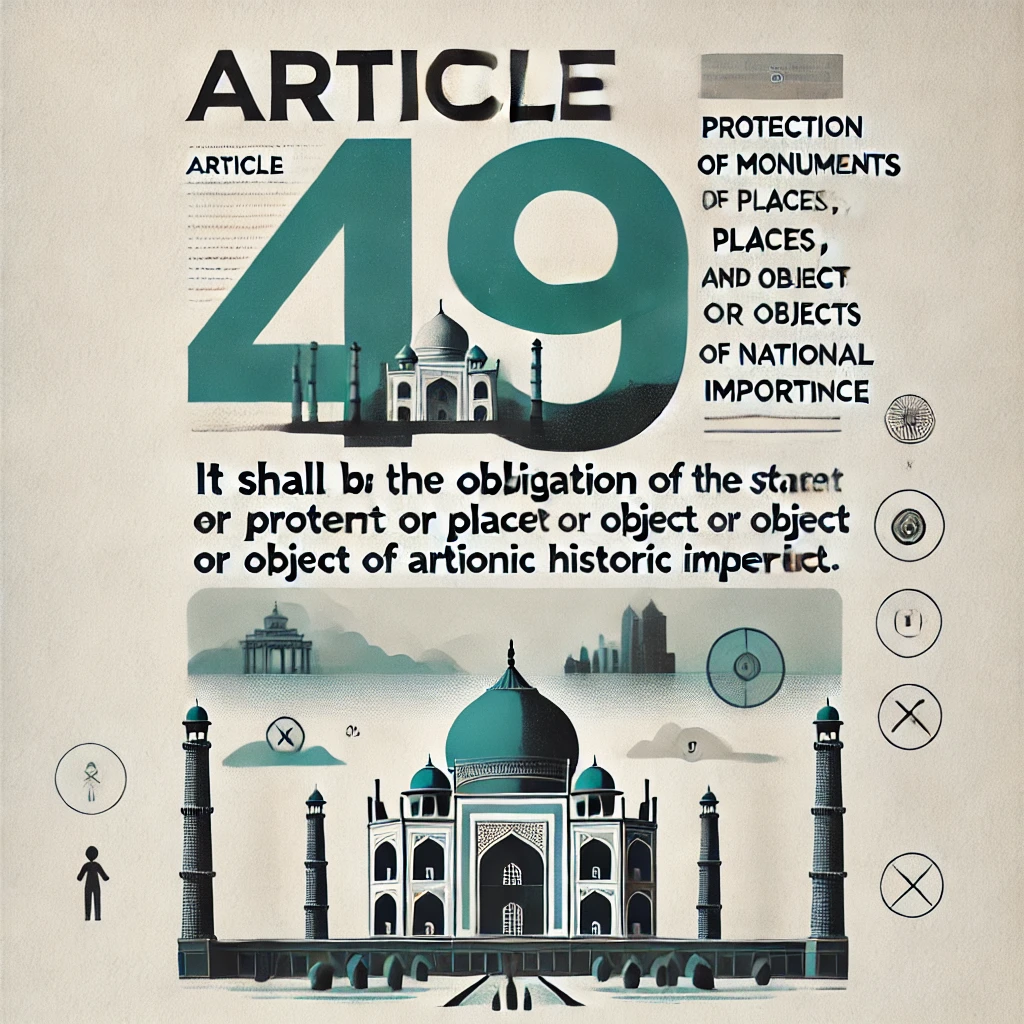 ARTICLE
ARTICLE
49
PROTECTION
OF MONUMENTS
OF PLACES,
PLACES,
AND OBJECT
OR OBJECTS
OF NATIONAL
IMPORTINCE
It shall be the obligation of the
or protent or placet or object or object
or object of artionic historic